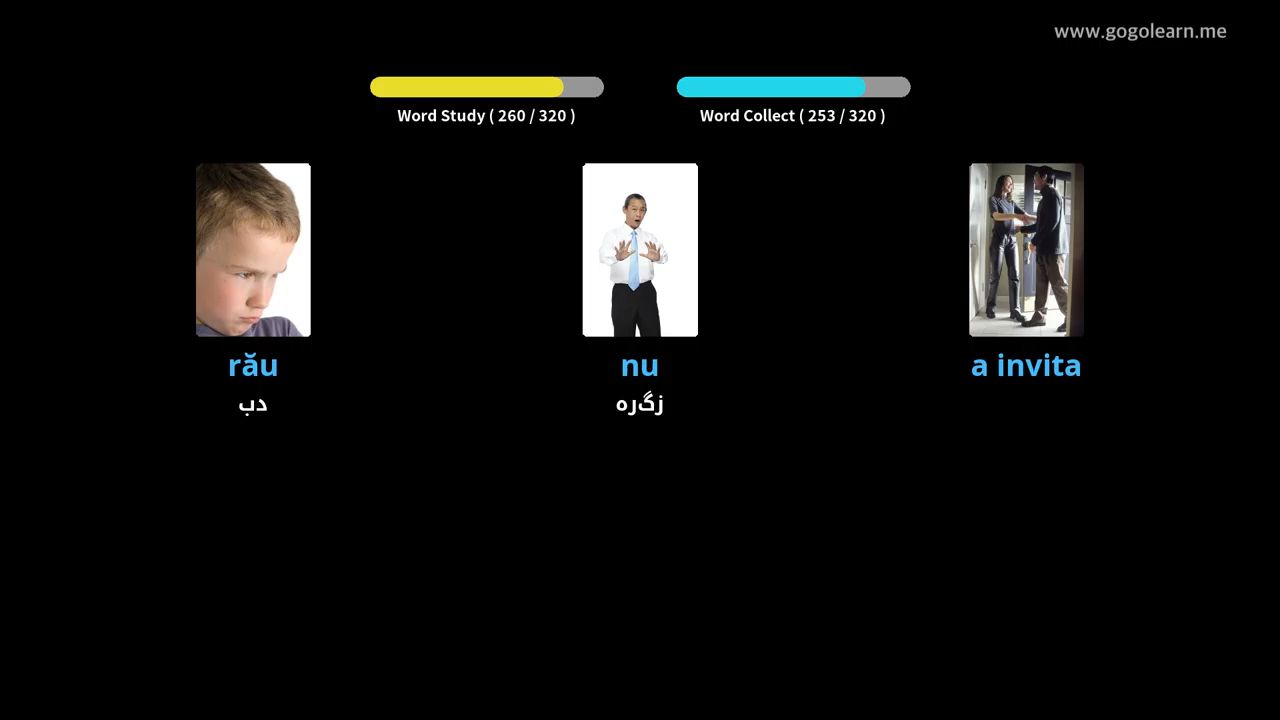 www.gogolearn.me
Word Study ( 260 / 320 )
Word Collect ( 253 / 320 )
rău
دب
nu
زگره
a invita